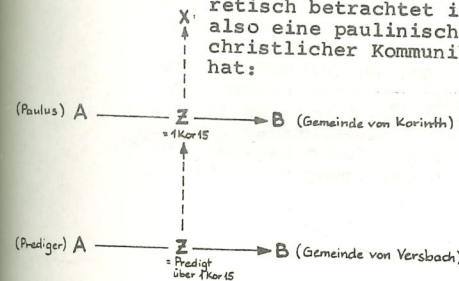 retisch betrachtet i
also eine paulinisch
christlicher Kommuni
hat:
X.
(Paulus) A Z B (Gemeinde von Korinth)
= 1 Kor 15
(Prediger) A Z B (Gemeinde von Versbach)
= Predigt
über 1 Kor 15